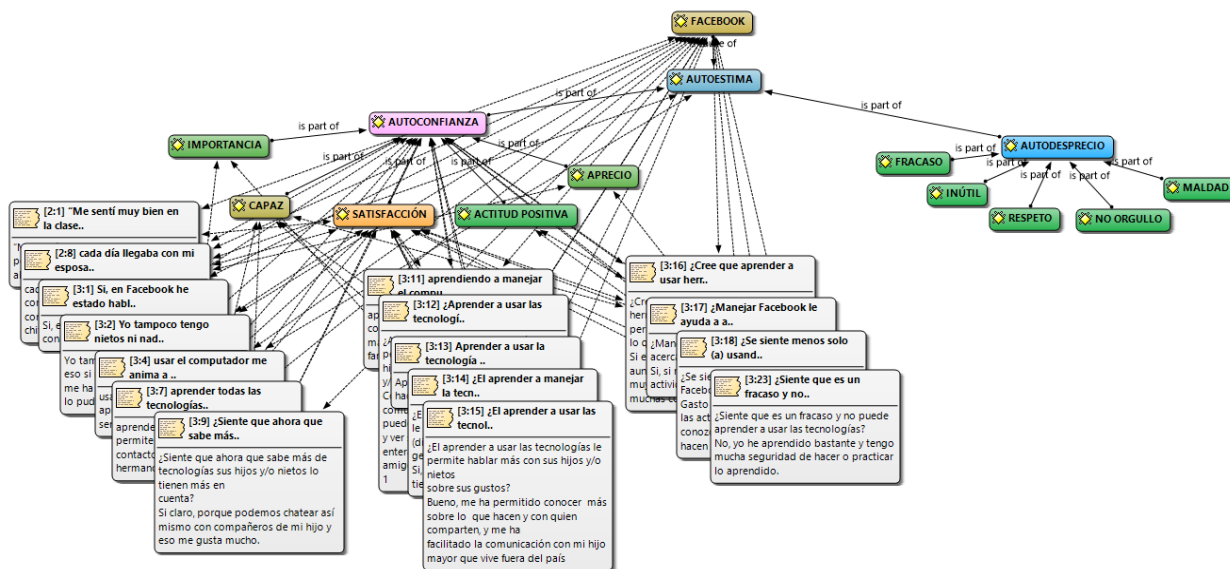 FACEBOOK
AUTOESTIMA
is part of
is part of
AUTOCONFIANZA
is part of
IMPORTANCIA
is part of
is part of
is part of
APRECIO
AUTODESPRECIO
FRACASO
is part of
is part of
is part of
is part of
INÚTIL
RESPETO
NO ORGULLO
MALDAD
CAPAZ
SATISFACCIÓN
ACTITUD POSITIVA
[2:1] "Me sentí muy bien en
la clase..
[2:8] cada día llegaba con mi
esposa..
[3:1] Si, en Facebook he
estado habl..
[3:2] Yo tampoco tengo
nietos ni nad..
Yo tam
eso si
me ha
lo pud
[3:4] usar el computador me
anima a ..
[3:7] aprender todas las
tecnologías..
aprende
permite
contacto
hermano
[3:9] ¿Siente que ahora que
sabe más..
¿Siente que ahora que sabe más de
tecnologías sus hijos y/o nietos lo
tienen más en
cuenta?
Si claro, porque podemos chatear así
mismo con compañeros de mi hijo y
eso me gusta mucho.
[3:11] aprendiendo a manejar
el compu
[3:12] ¿Aprender a usar las
tecnologí..
[3:13] Aprender a usar la
tecnología ..
[3:14] ¿El aprender a manejar
la tecn..
[3:15] ¿El aprender a usar las
tecnol..
¿El aprender a usar las tecnologías le
permite hablar más con sus hijos y/o
nietos
sobre sus gustos?
Bueno, me ha permitido conocer más
sobre lo que hacen y con quien
comparten, y me ha
facilitado la comunicación con mi hijo
mayor que vive fuera del país
[3:16] ¿Cree que aprender a
usar herr..
[3:17] ¿Manejar Facebook le
ayuda a a..
[3:18] ¿Se siente menos solo
(a) usand..
[3:23] ¿Siente que es un
fracaso y no..
¿Siente que es un fracaso y no puede
aprender a usar las tecnologías?
No, yo he aprendido bastante y tengo
mucha seguridad de hacer o practicar
lo aprendido.